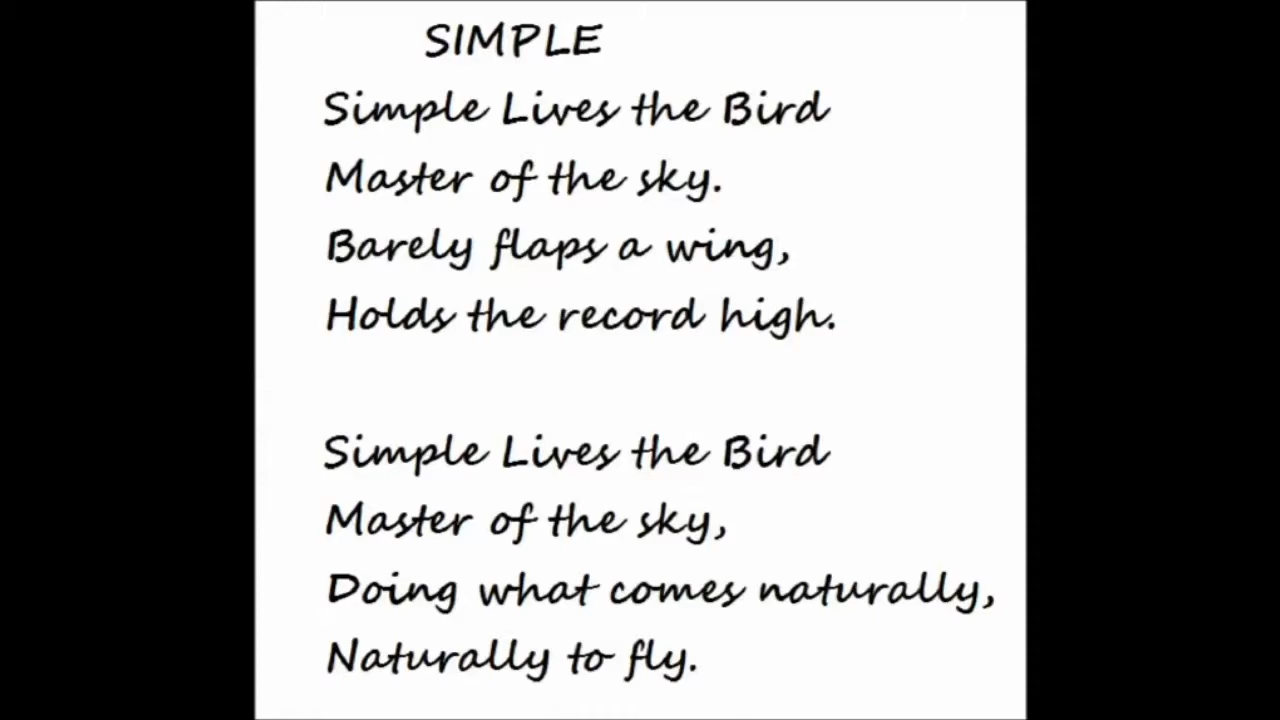 SIMPLE
Simple Lives the Bird
Master of the sky.
Barely flaps a wing,
Holds the record high.
Simple Lives the Bird
Master of the sky,
Doing what comes naturally,
Naturally to fly.